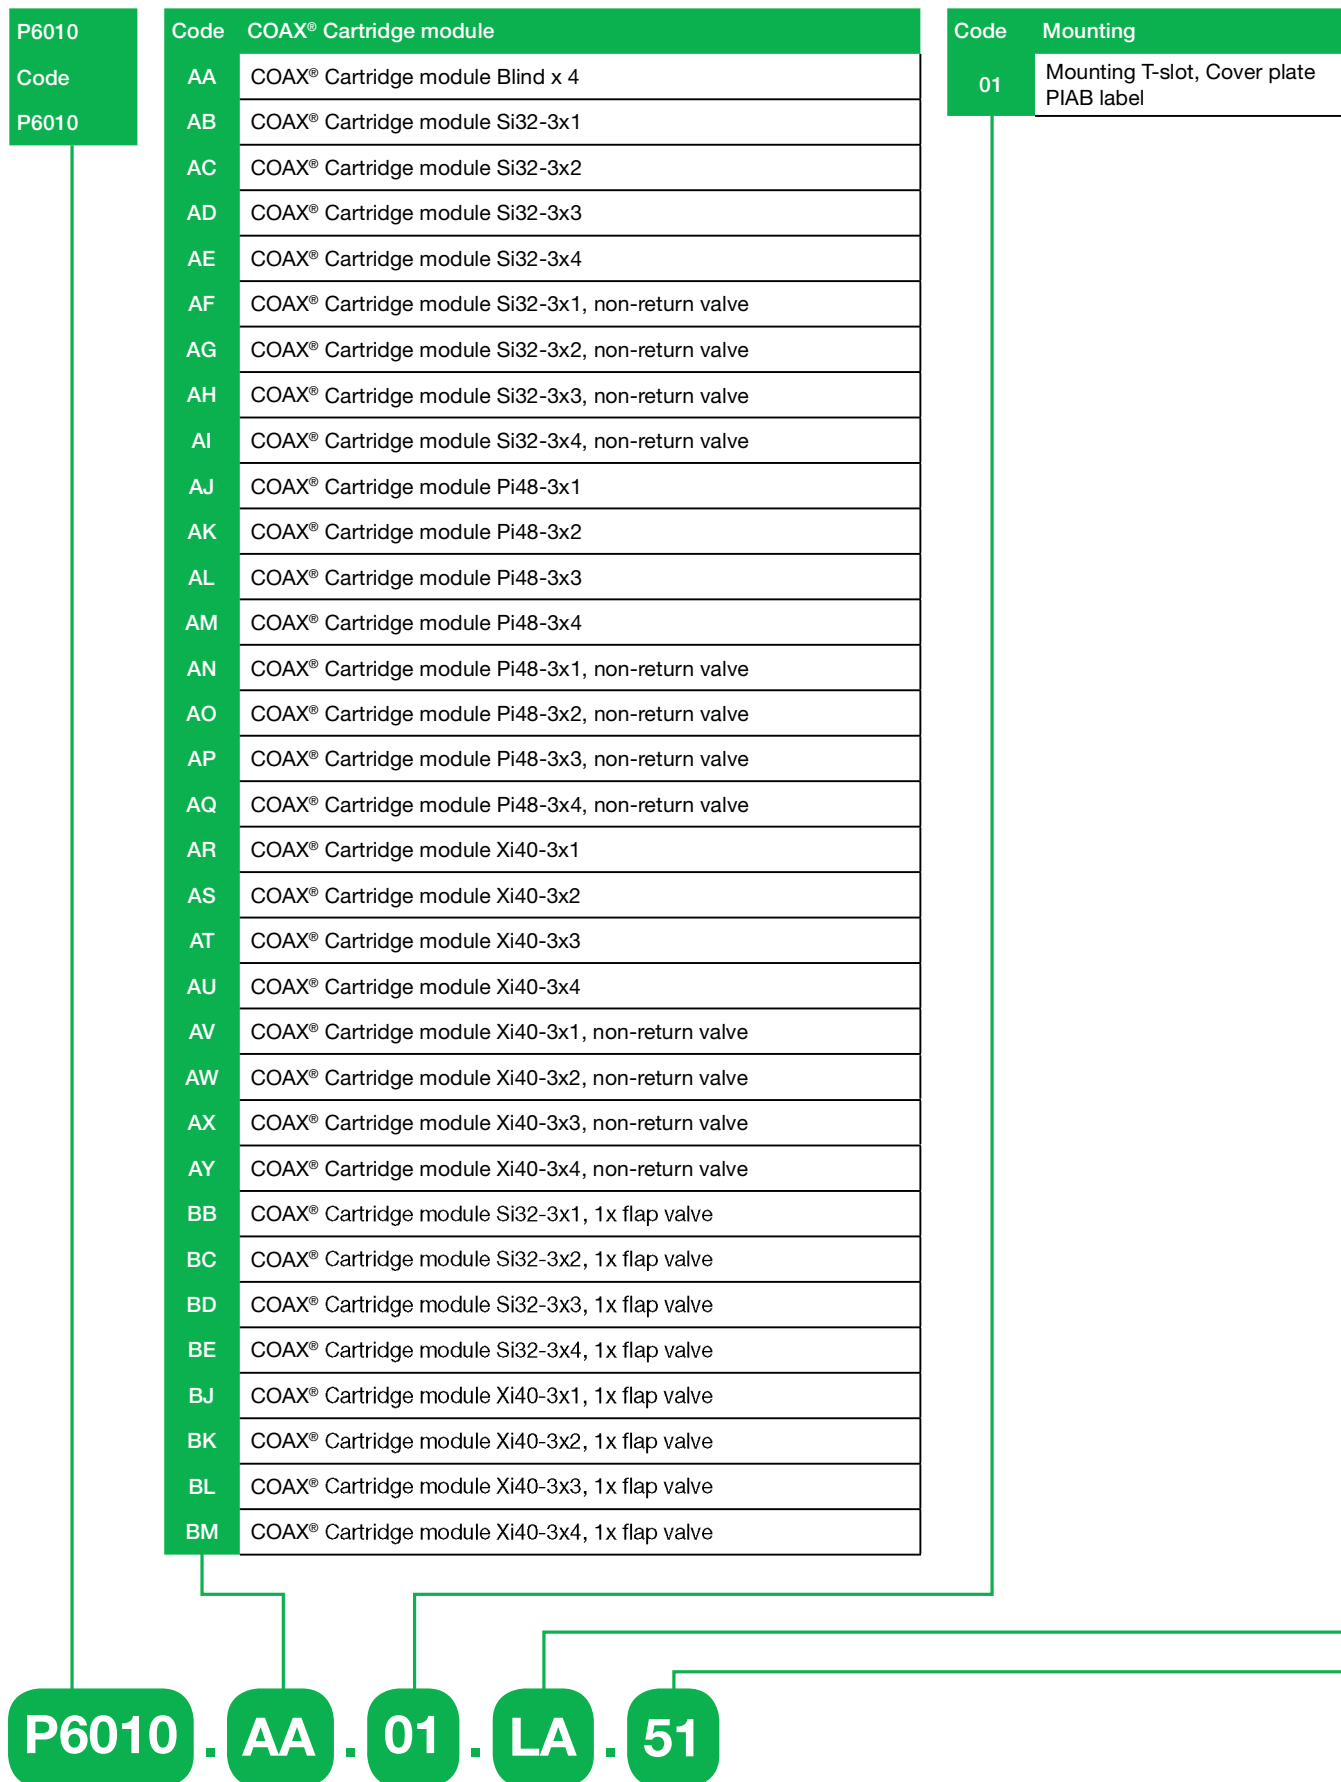 P6010
Code
P6010
Code COAX® Cartridge module
AA COAX® Cartridge module Blind x 4
AB COAX® Cartridge module Si32-3x1
AC COAX® Cartridge module Si32-3x2
AD COAX® Cartridge module Si32-3x3
AE COAX® Cartridge module Si32-3x4
AF COAX® Cartridge module Si32-3x1, non-return valve
AG COAX® Cartridge module Si32-3x2, non-return valve
AH COAX® Cartridge module Si32-3x3, non-return valve
AI COAX® Cartridge module Si32-3x4, non-return valve
AJ COAX® Cartridge module Pi48-3x1
AK COAX® Cartridge module Pi48-3x2
AL COAX® Cartridge module Pi48-3x3
AM COAX® Cartridge module Pi48-3x4
AN COAX® Cartridge module Pi48-3x1, non-return valve
AO COAX® Cartridge module Pi48-3x2, non-return valve
AP COAX® Cartridge module Pi48-3x3, non-return valve
AQ COAX® Cartridge module Pi48-3x4, non-return valve
AR COAX® Cartridge module Xi40-3x1
AS COAX® Cartridge module Xi40-3x2
AT COAX® Cartridge module Xi40-3x3
AU COAX® Cartridge module Xi40-3x4
AV COAX® Cartridge module Xi40-3x1, non-return valve
AW COAX® Cartridge module Xi40-3x2, non-return valve
AX COAX® Cartridge module Xi40-3x3, non-return valve
AY COAX® Cartridge module Xi40-3x4, non-return valve
BB COAX® Cartridge module Si32-3x1, 1x flap valve
BC COAX® Cartridge module Si32-3x2, 1x flap valve
BD COAX® Cartridge module Si32-3x3, 1x flap valve
BE COAX® Cartridge module Si32-3x4, 1x flap valve
BJ COAX® Cartridge module Xi40-3x1, 1x flap valve
BK COAX® Cartridge module Xi40-3x2, 1x flap valve
BL COAX® Cartridge module Xi40-3x3, 1x flap valve
BM COAX® Cartridge module Xi40-3x4, 1x flap valve
Code Mounting
01 Mounting T-slot, Cover plate
PIAB label
P6010 . AA . 01 . LA . 51